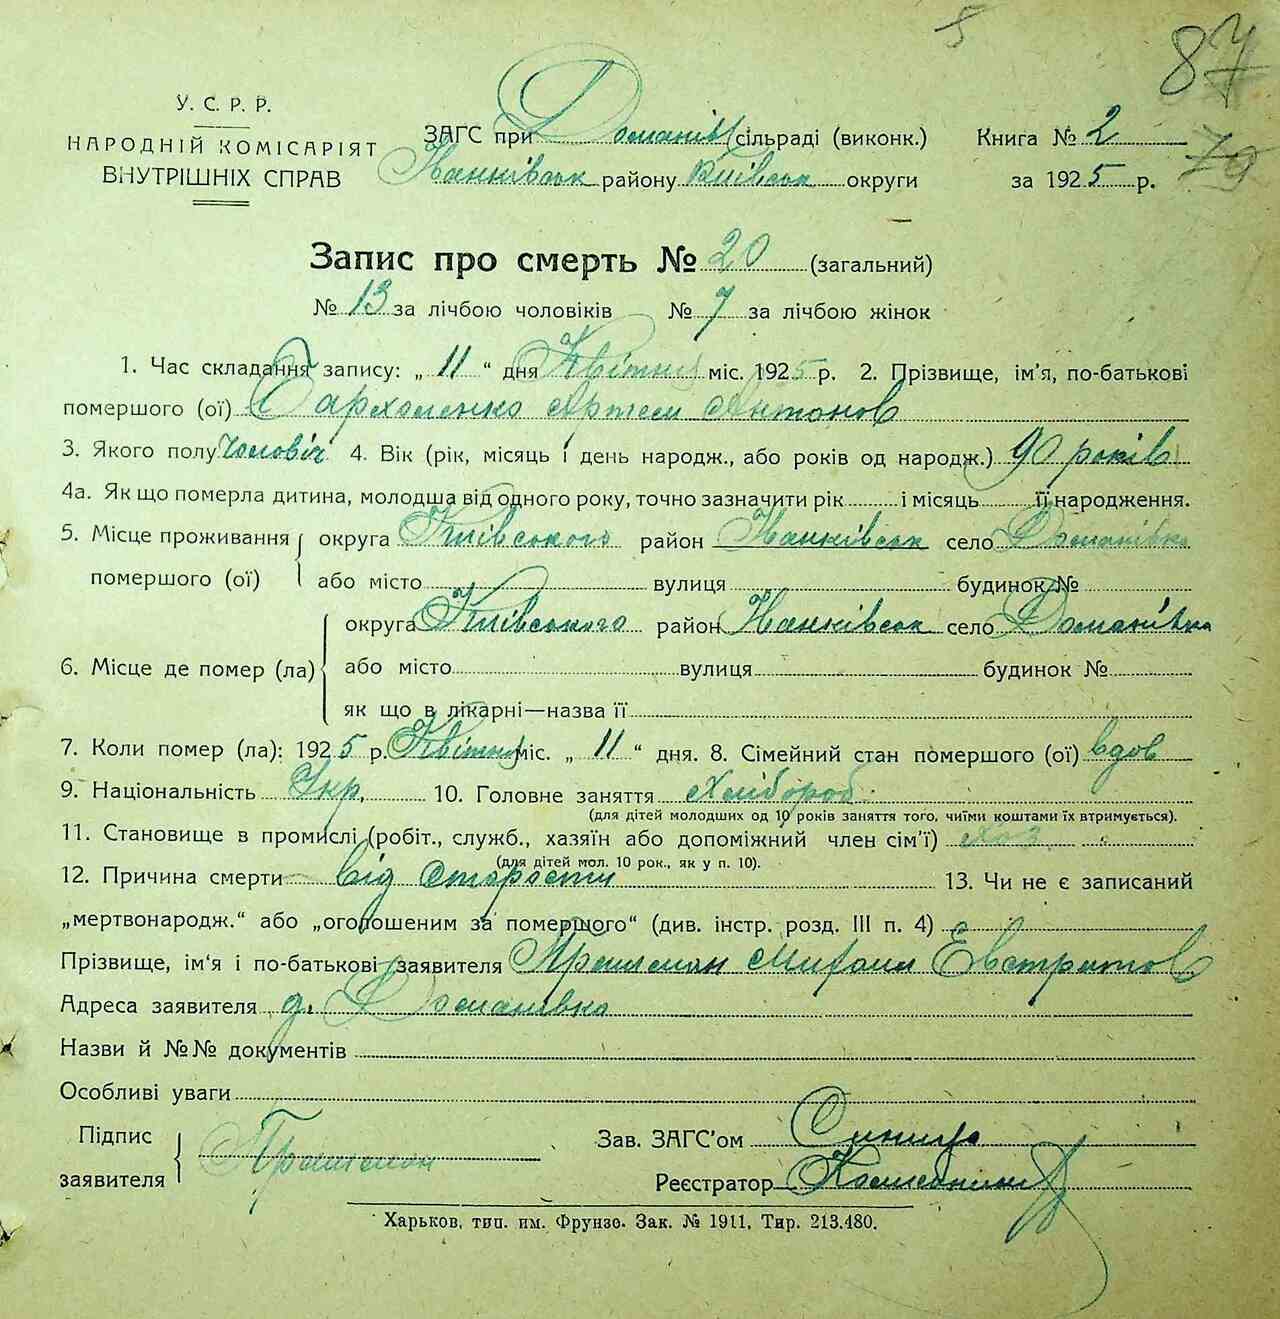 5
87
79
У. С. Р. Р.
НАРОДНІЙ КОМІСАРІЯТ
ВНУТРІШНІХ СПРАВ
ЗАГС при Доманів сільраді (виконк.) Книга № 2
району Київськ округи за 1925 р.
Запис про смерть № 20 (загальний)
№ 13 за лічбою чоловіків № 7 за лічбою жінок
1. Час складання запису: „ 11 “ дня Квітня міс. 1925 р. 2. Прізвище, ім'я, по-батькові
помершого (ої) Пархоменко Артем Антонов
3. Якого полу чоловіч 4. Вік (рік, місяць і день народж., або років од народж.) 90 років
4а. Як що померла дитина, молодша від одного року, точно зазначити рік і місяць її народження.
5. Місце проживання округа Київського район село Доманівка
помершого (ої) або місто вулиця будинок №
округа Київського район село Доманівка
6. Місце де помер (ла) або місто вулиця будинок №
як що в лікарні—назва її
7. Коли помер (ла): 1925 р. Квітня міс. „ 11 “ дня. 8. Сімейний стан помершого (ої) вдов
9. Національність Укр. 10. Головне заняття хлібороб
(для дітей молодших од 10 років заняття того, чиїми коштами їх втримується).
11. Становище в промислі (робіт., служб., хазяїн або допоміжний член сім'ї) хоз
(для дітей мол. 10 рок., як у п. 10).
12. Причина смерти від старости 13. Чи не є записаний
„мертвонародж.“ або „оголошеним за помершого“ (див. інстр. розд. III п. 4)
Прізвище, ім'я і по-батькові заявителя Михаил Евстратов
Адреса заявителя д. Доманівка
Назви й №№ документів
Особливі уваги
Підпис
заявителя
Зав. ЗАГС'ом Синица
Реєстратор
Харьков, тип. им. Фрунзе. Зак. № 1911. Тир. 213.480.